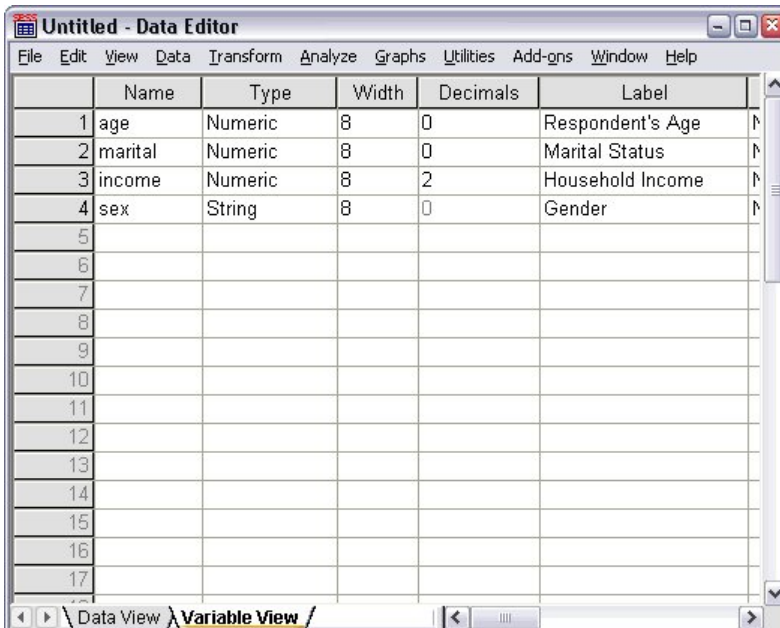 Untitled - Data Editor
File Edit View Data Transform Analyze Graphs Utilities Add-ons Window Help
Name Type Width Decimals Label
1 age Numeric 8 0 Respondent's Age
2 marital Numeric 8 0 Marital Status
3 income Numeric 8 2 Household Income
4 sex String 8 0 Gender
5
6
7
8
9
10
11
12
13
14
15
16
17
Data View Variable View